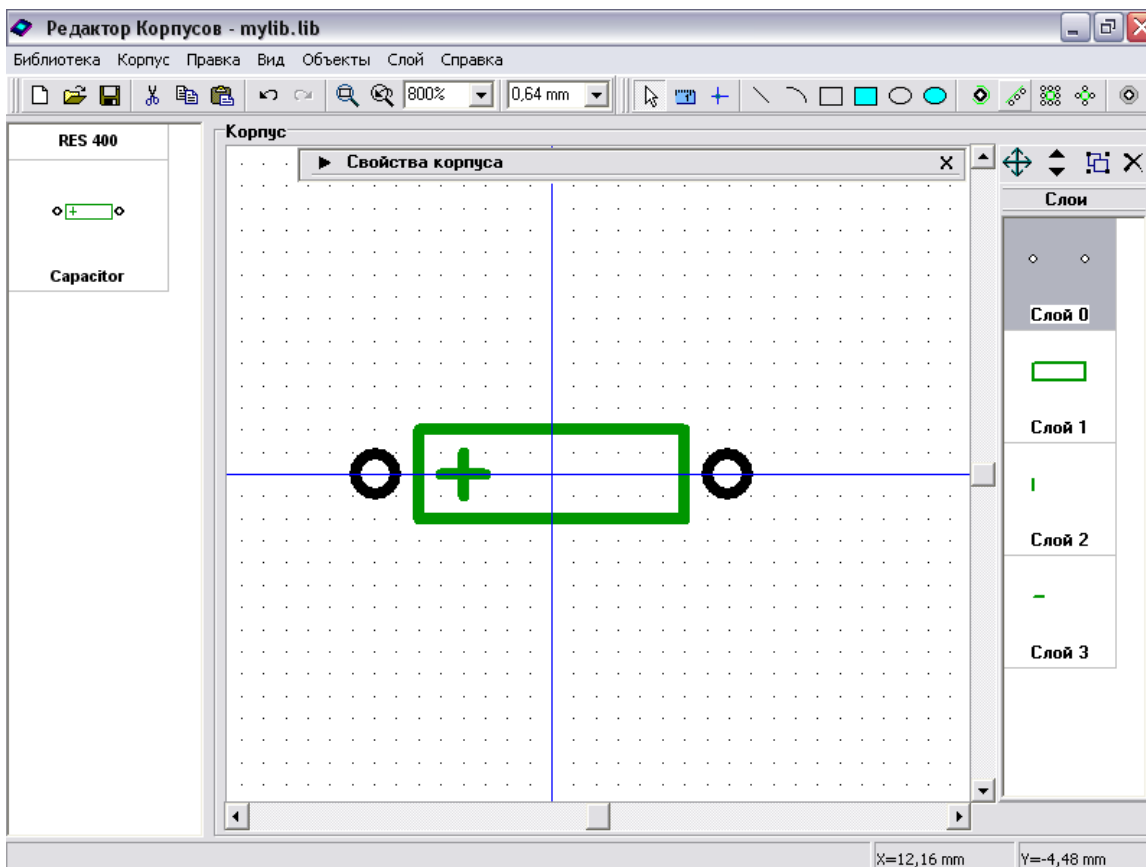 Редактор Корпусов - mylib.lib
Библиотека Корпус Правка Вид Объекты Слой Справка
800% 0,64 mm
RES 400
Capacitor
Корпус
Свойства корпуса
Слои
Слой 0
Слой 1
Слой 2
Слой 3
X=12,16 mm Y=-4,48 mm